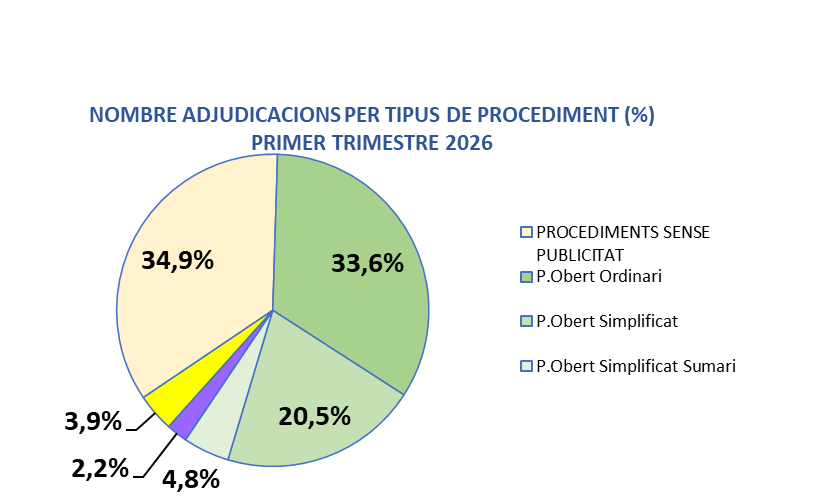 NOMBRE ADJUDICACIONS PER TIPUS DE PROCEDIMENT (%)
PRIMER TRIMESTRE 2026
34,9%
33,6%
20,5%
3,9%
2,2%
4,8%
PROCEDIMENTS SENSE
PUBLICITAT
P.Obert Ordinari
P.Obert Simplificat
P.Obert Simplificat Sumari